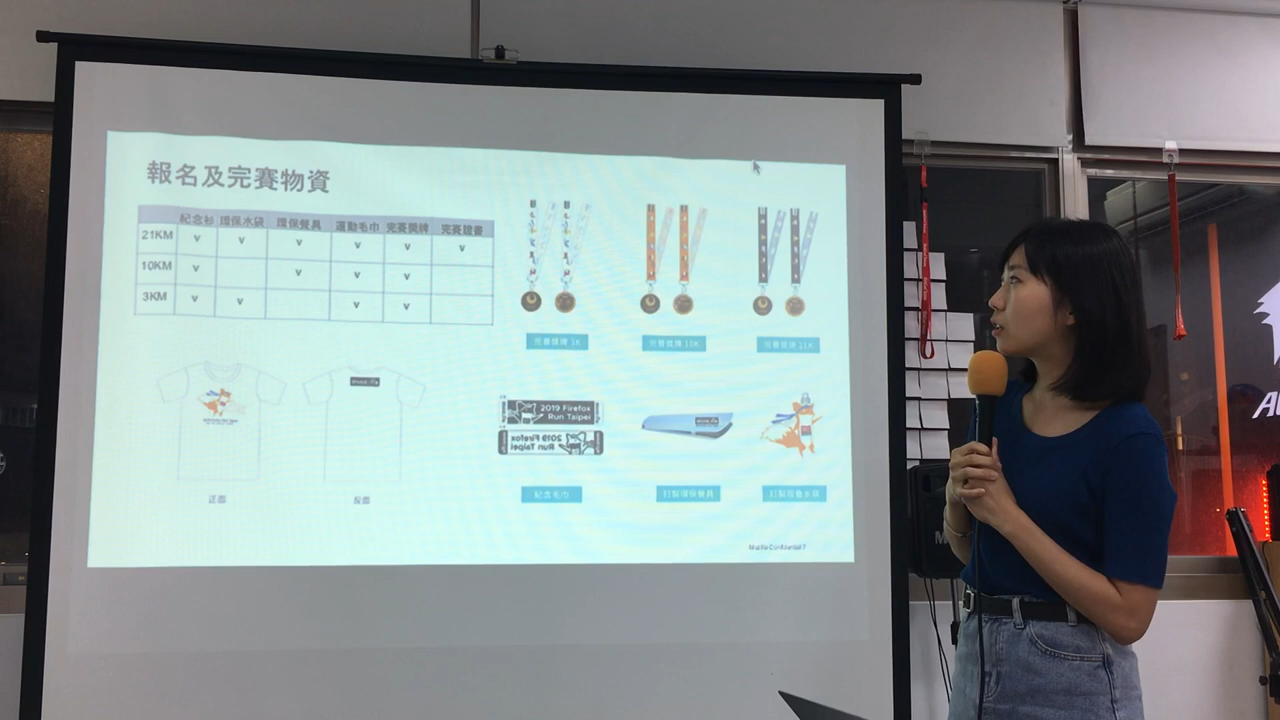 報名及完賽物資
紀念衫 環保水袋 環保餐具 運動毛巾 完賽獎牌 完賽證書
21KM v v v v v v
10KM v v v v
3KM v v v v
完賽獎牌 3K
完賽獎牌 10K
完賽獎牌 21K
2019 Firefox
Run Taipei
2019 Firefox
Run Taipei
正面
反面
紀念毛巾
訂製環保餐具
訂製摺疊水袋
Mozilla Confidential 7